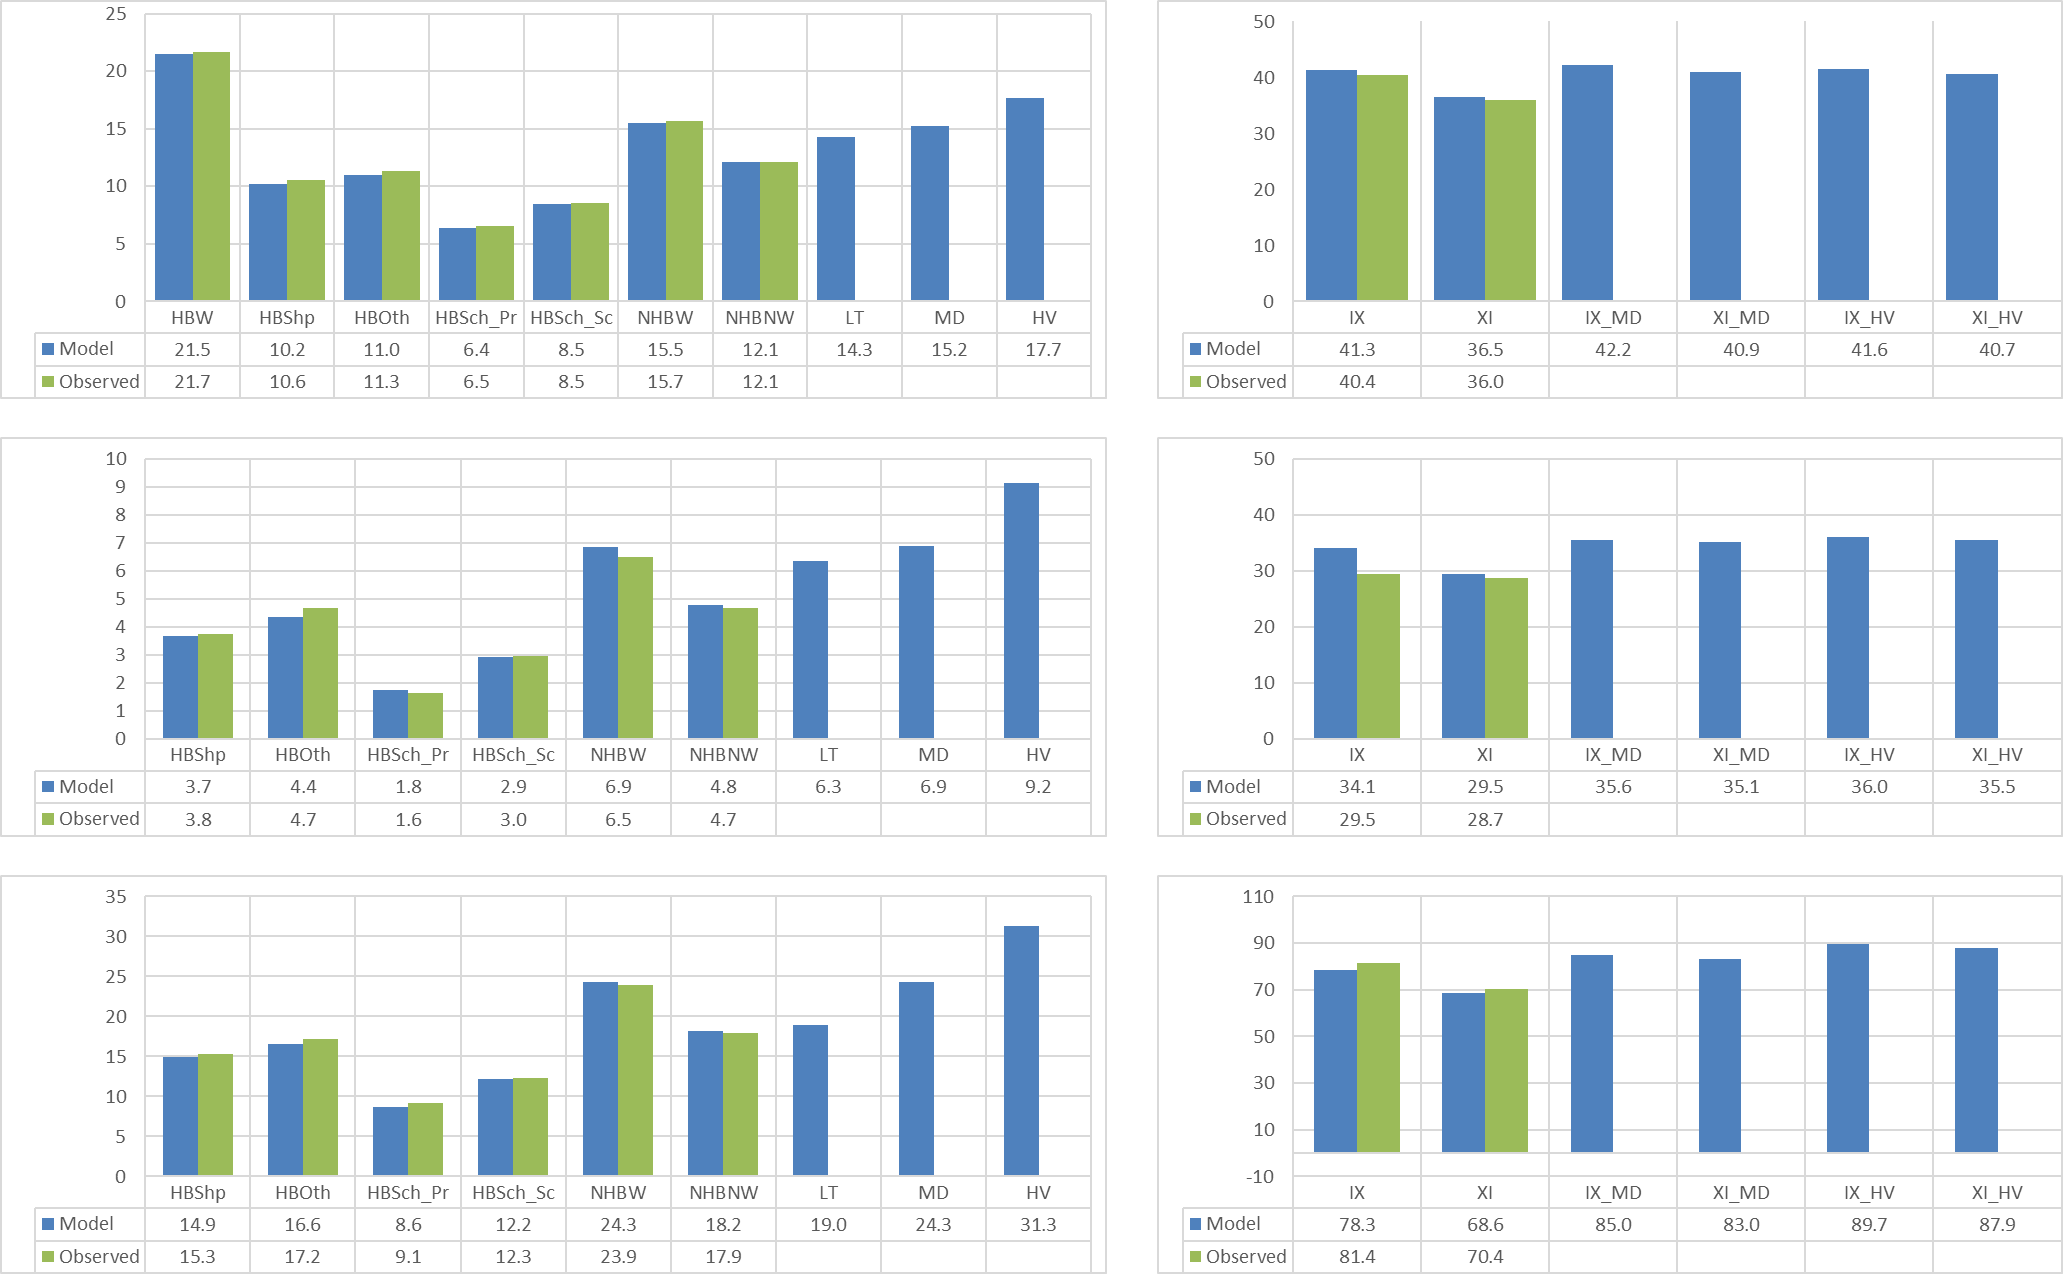 25
20
15
10
5
0
HBW HBShp HBOth HBSch_Pr HBSch_Sc NHBW NHBNW LT MD HV
Model 21.5 10.2 11.0 6.4 8.5 15.5 12.1 14.3 15.2 17.7
Observed 21.7 10.6 11.3 6.5 8.5 15.7 12.1
50
40
30
20
10
0
IX XI IX_MD XI_MD IX_HV XI_HV
Model 41.3 36.5 42.2 40.9 41.6 40.7
Observed 40.4 36.0
10
9
8
7
6
5
4
3
2
1
0
HBShp HBOth HBSch_Pr HBSch_Sc NHBW NHBNW LT MD HV
Model 3.7 4.4 1.8 2.9 6.9 4.8 6.3 6.9 9.2
Observed 3.8 4.7 1.6 3.0 6.5 4.7
50
40
30
20
10
0
IX XI IX_MD XI_MD IX_HV XI_HV
Model 34.1 29.5 35.6 35.1 36.0 35.5
Observed 29.5 28.7
35
30
25
20
15
10
5
0
HBShp HBOth HBSch_Pr HBSch_Sc NHBW NHBNW LT MD HV
Model 14.9 16.6 8.6 12.2 24.3 18.2 19.0 24.3 31.3
Observed 15.3 17.2 9.1 12.3 23.9 17.9
110
90
70
50
30
10
-10
IX XI IX_MD XI_MD IX_HV XI_HV
Model 78.3 68.6 85.0 83.0 89.7 87.9
Observed 81.4 70.4